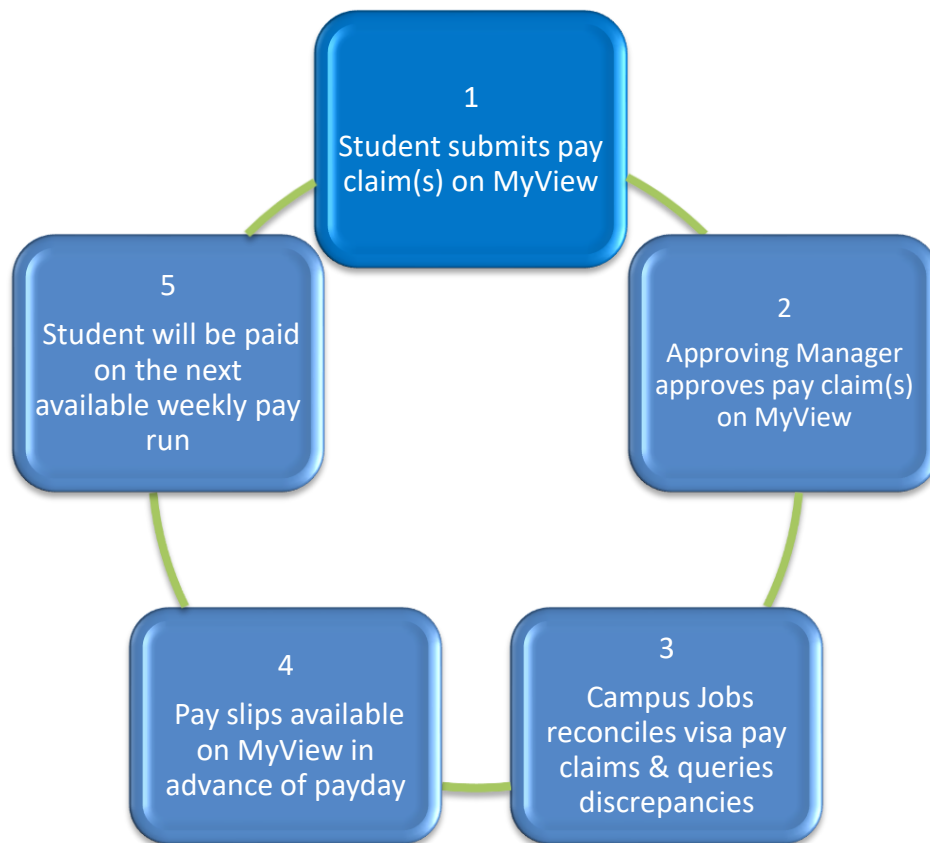 1
Student submits pay
claim(s) on MyView
2
Approving Manager
approves pay claim(s)
on MyView
3
Campus Jobs
reconciles visa pay
claims & queries
discrepancies
4
Pay slips available
on MyView in
advance of payday
5
Student will be paid
on the next
available weekly pay
run